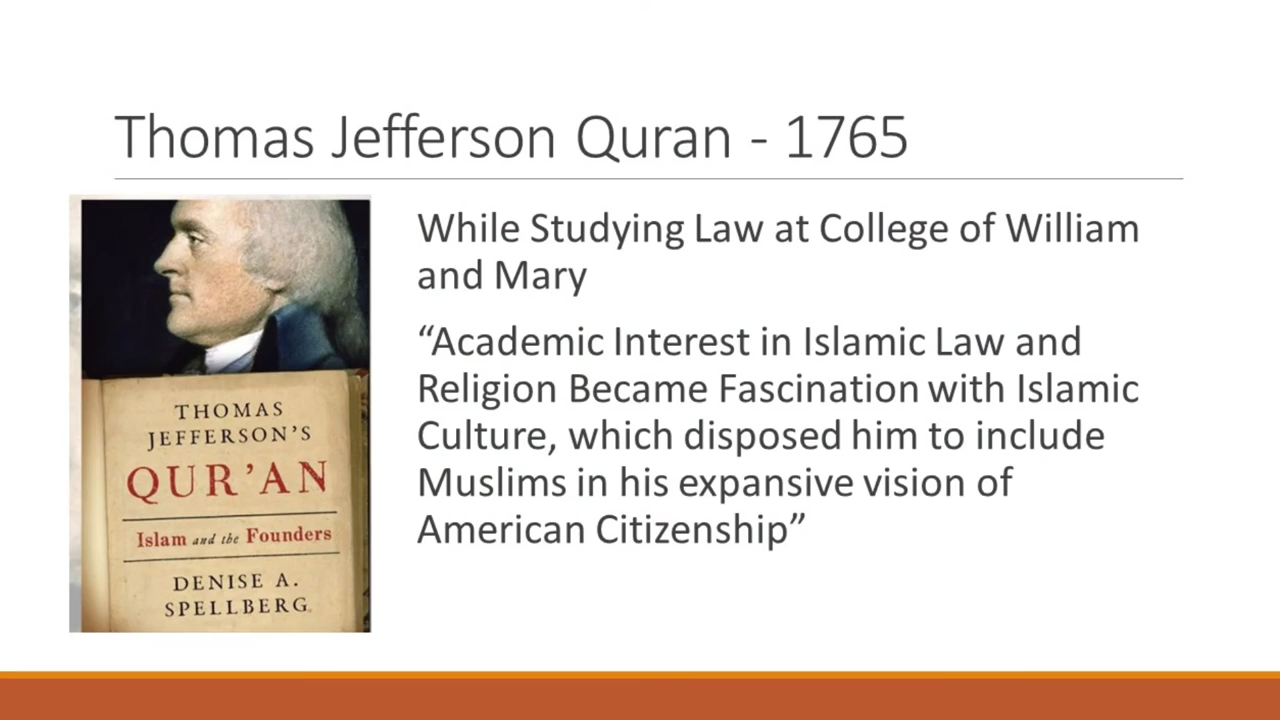 Thomas Jefferson Quran - 1765
THOMAS
JEFFERSON'S
QUR'AN
Islam and the Founders
DENISE A.
SPELLBERG
While Studying Law at College of William
and Mary
“Academic Interest in Islamic Law and
Religion Became Fascination with Islamic
Culture, which disposed him to include
Muslims in his expansive vision of
American Citizenship”